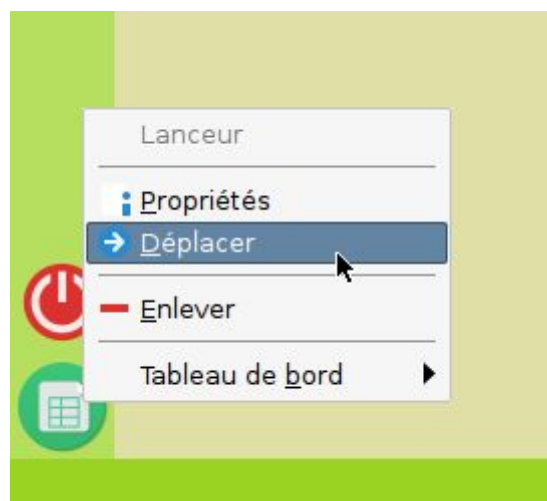 Lanceur
Propriétés
Déplacer
Enlever
Tableau de bord